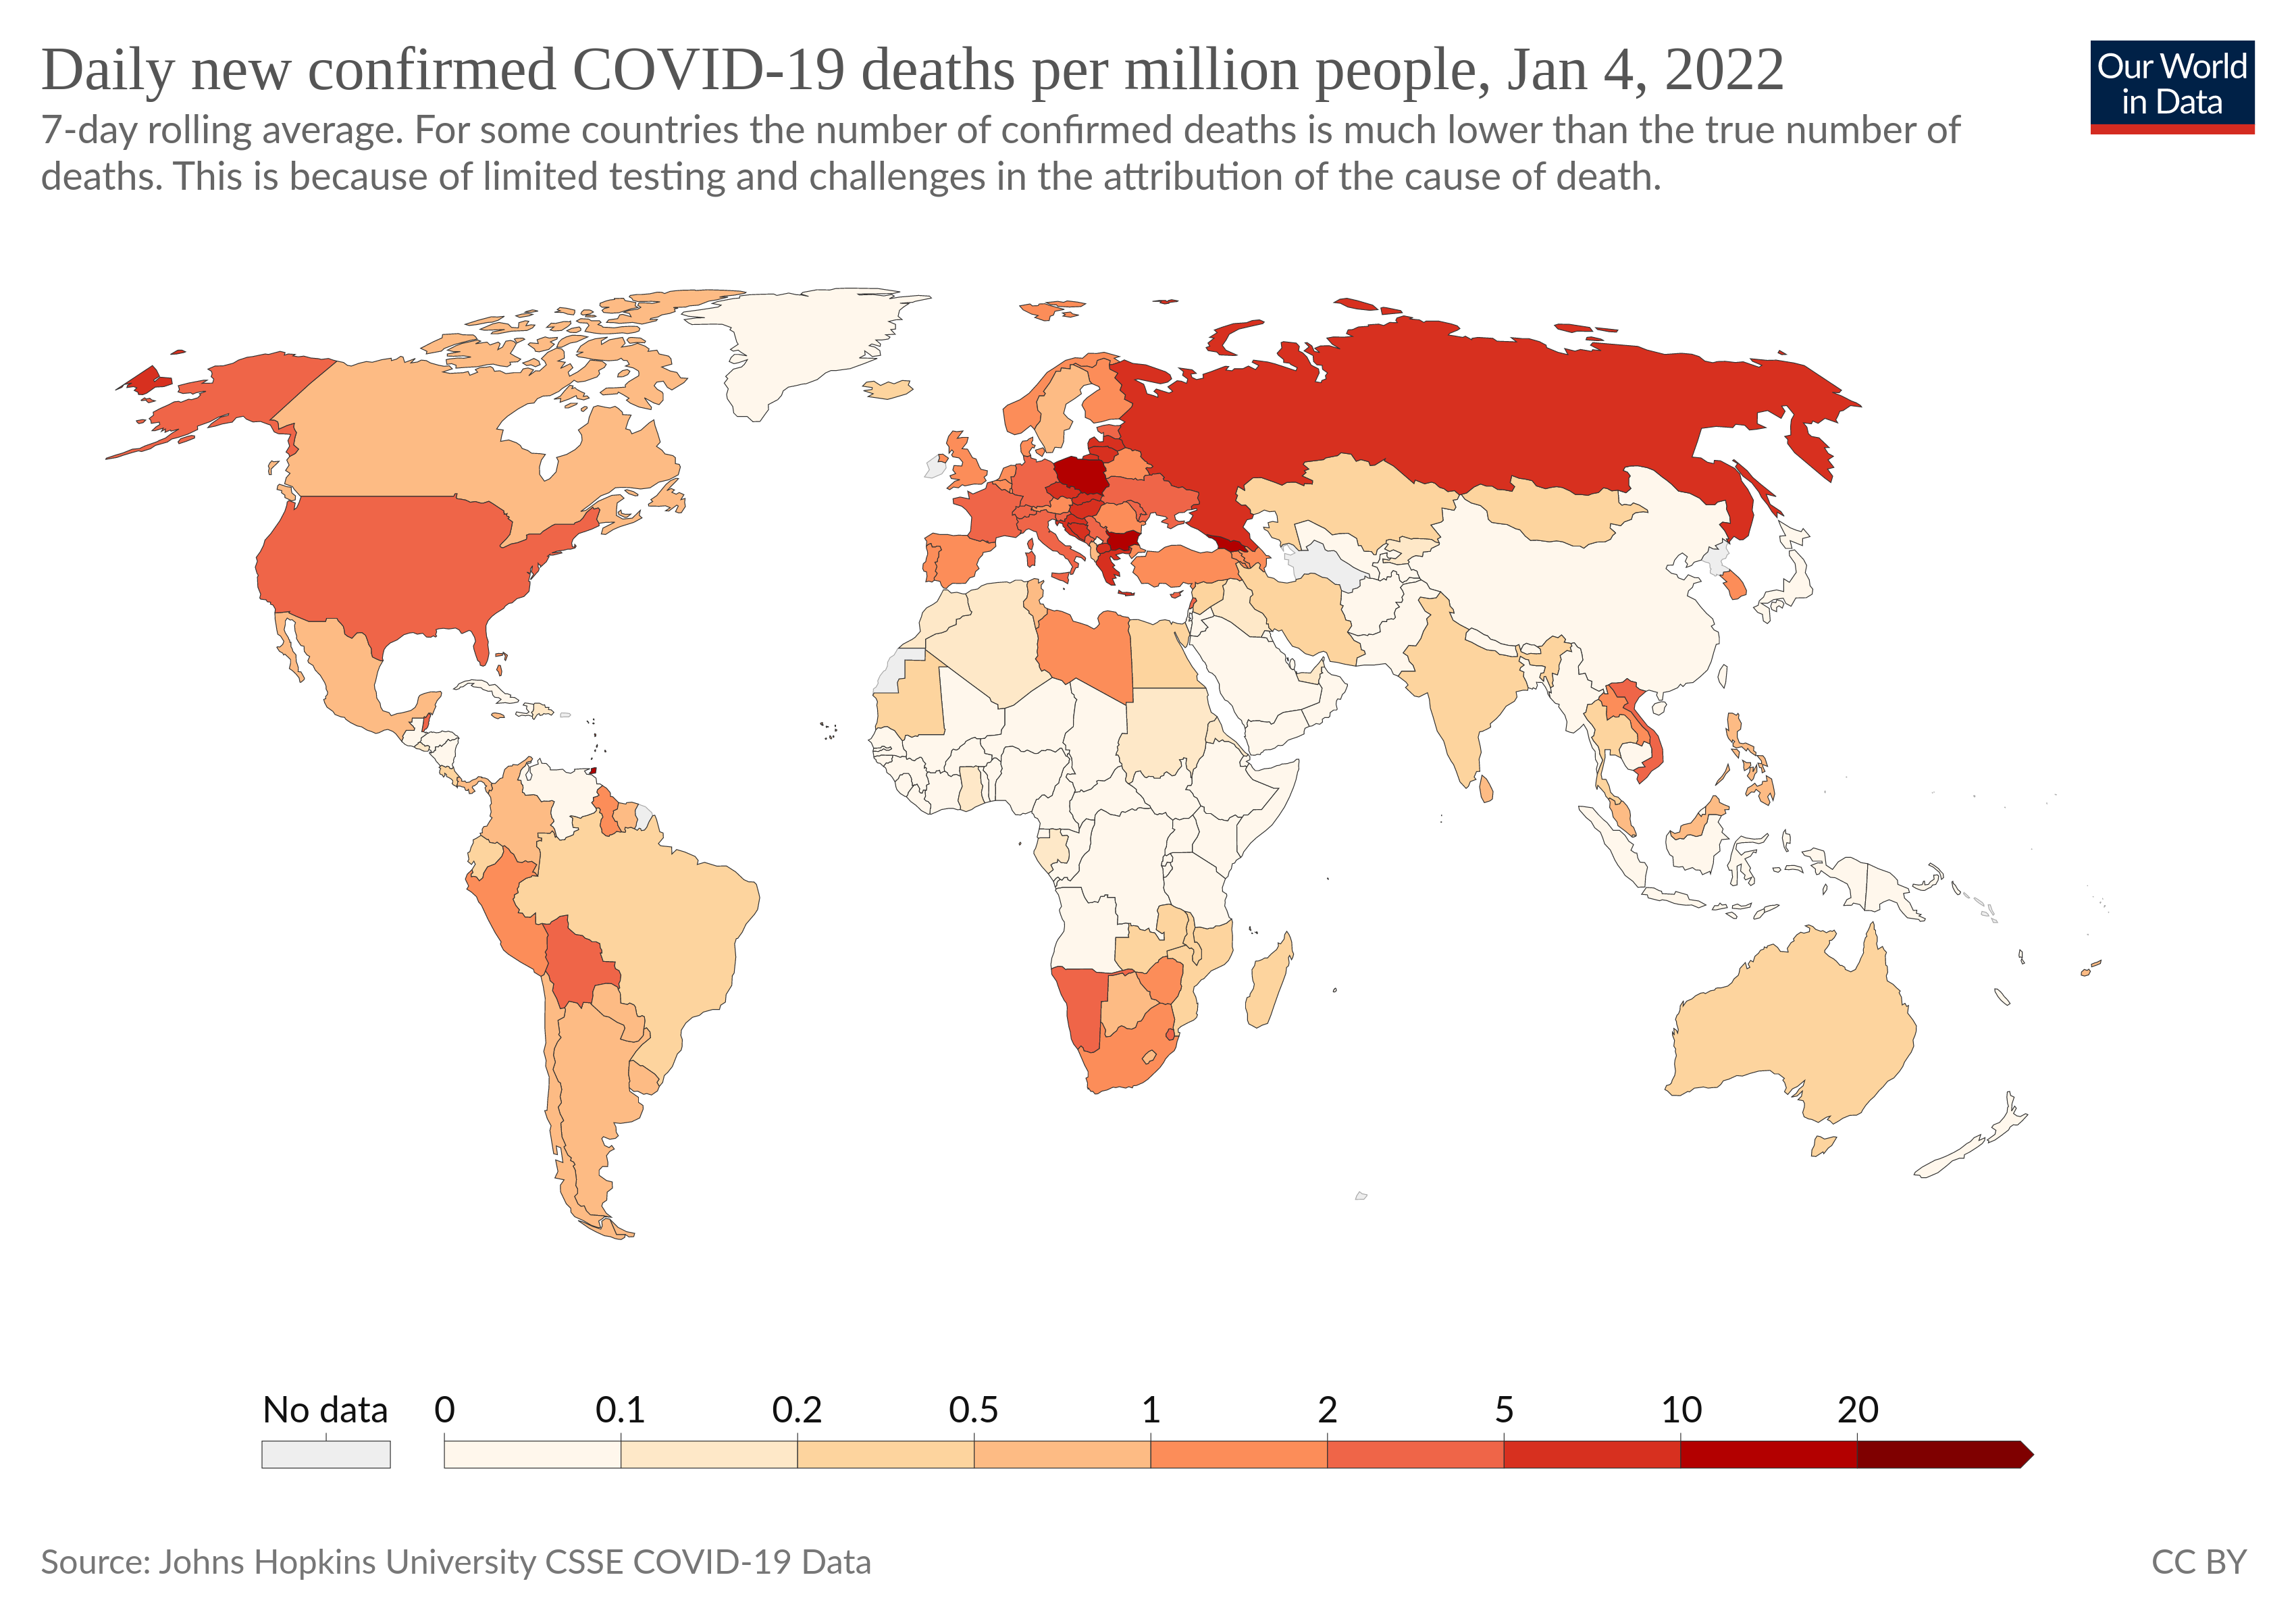 Daily new confirmed COVID-19 deaths per million people, Jan 4, 2022
Our World
in Data
7-day rolling average. For some countries the number of confirmed deaths is much lower than the true number of
deaths. This is because of limited testing and challenges in the attribution of the cause of death.
No data 0 0.1 0.2 0.5 1 2 5 10 20
Source: Johns Hopkins University CSSE COVID-19 Data
CC BY